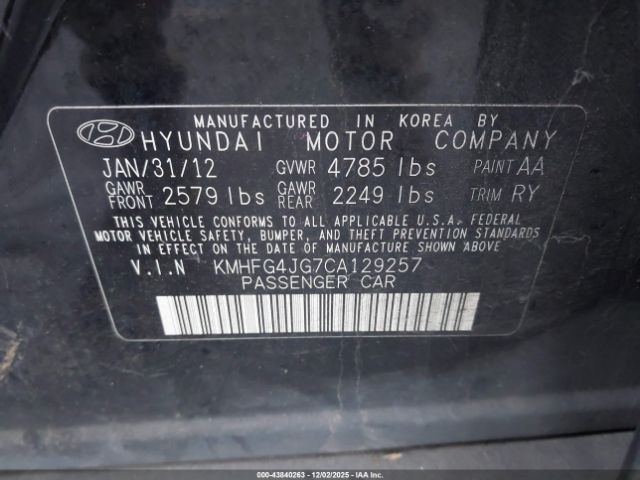 MANUFACTURED IN KOREA BY
HYUNDAI MOTOR COMPANY
JAN/31/12 GVWR 4785 lbs PAINT AA
GAWR FRONT 2579 lbs GAWR REAR 2249 lbs TRIM RY
THIS VEHICLE CONFORMS TO ALL APPLICABLE U.S.A. FEDERAL
MOTOR VEHICLE SAFETY, BUMPER, AND THEFT PREVENTION STANDARDS
IN EFFECT ON THE DATE OF MANUFACTURE SHOWN ABOVE.
V.I.N KMHFG4JG7CA129257
PASSENGER CAR
000-43840263 - 12/02/2025 - IAAI.COM